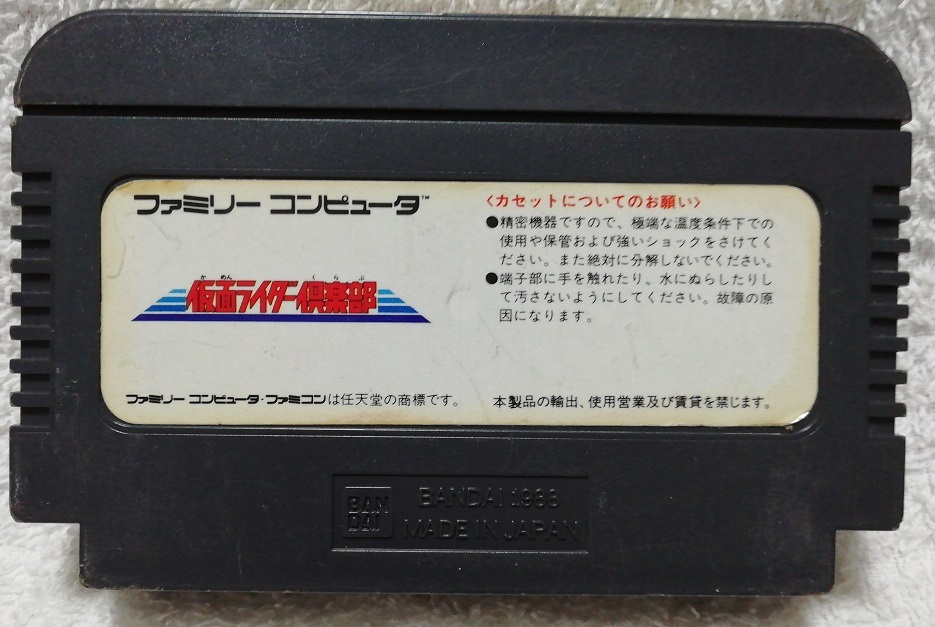 ファミリー コンピュータ™
かめん くらぶ
仮面ライダー倶楽部
ファミリー コンピュータ・ファミコンは任天堂の商標です。
〈カセットについてのお願い〉
●精密機器ですので、極端な温度条件下での
使用や保管および強いショックをさけてく
ださい。また絶対に分解しないでください。
●端子部に手を触れたり、水にぬらしたりし
て汚さないようにしてください。故障の原
因になります。
本製品の輸出、使用営業及び賃貸を禁じます。
BAN
DAI
BANDAI 1988
MADE IN JAPAN